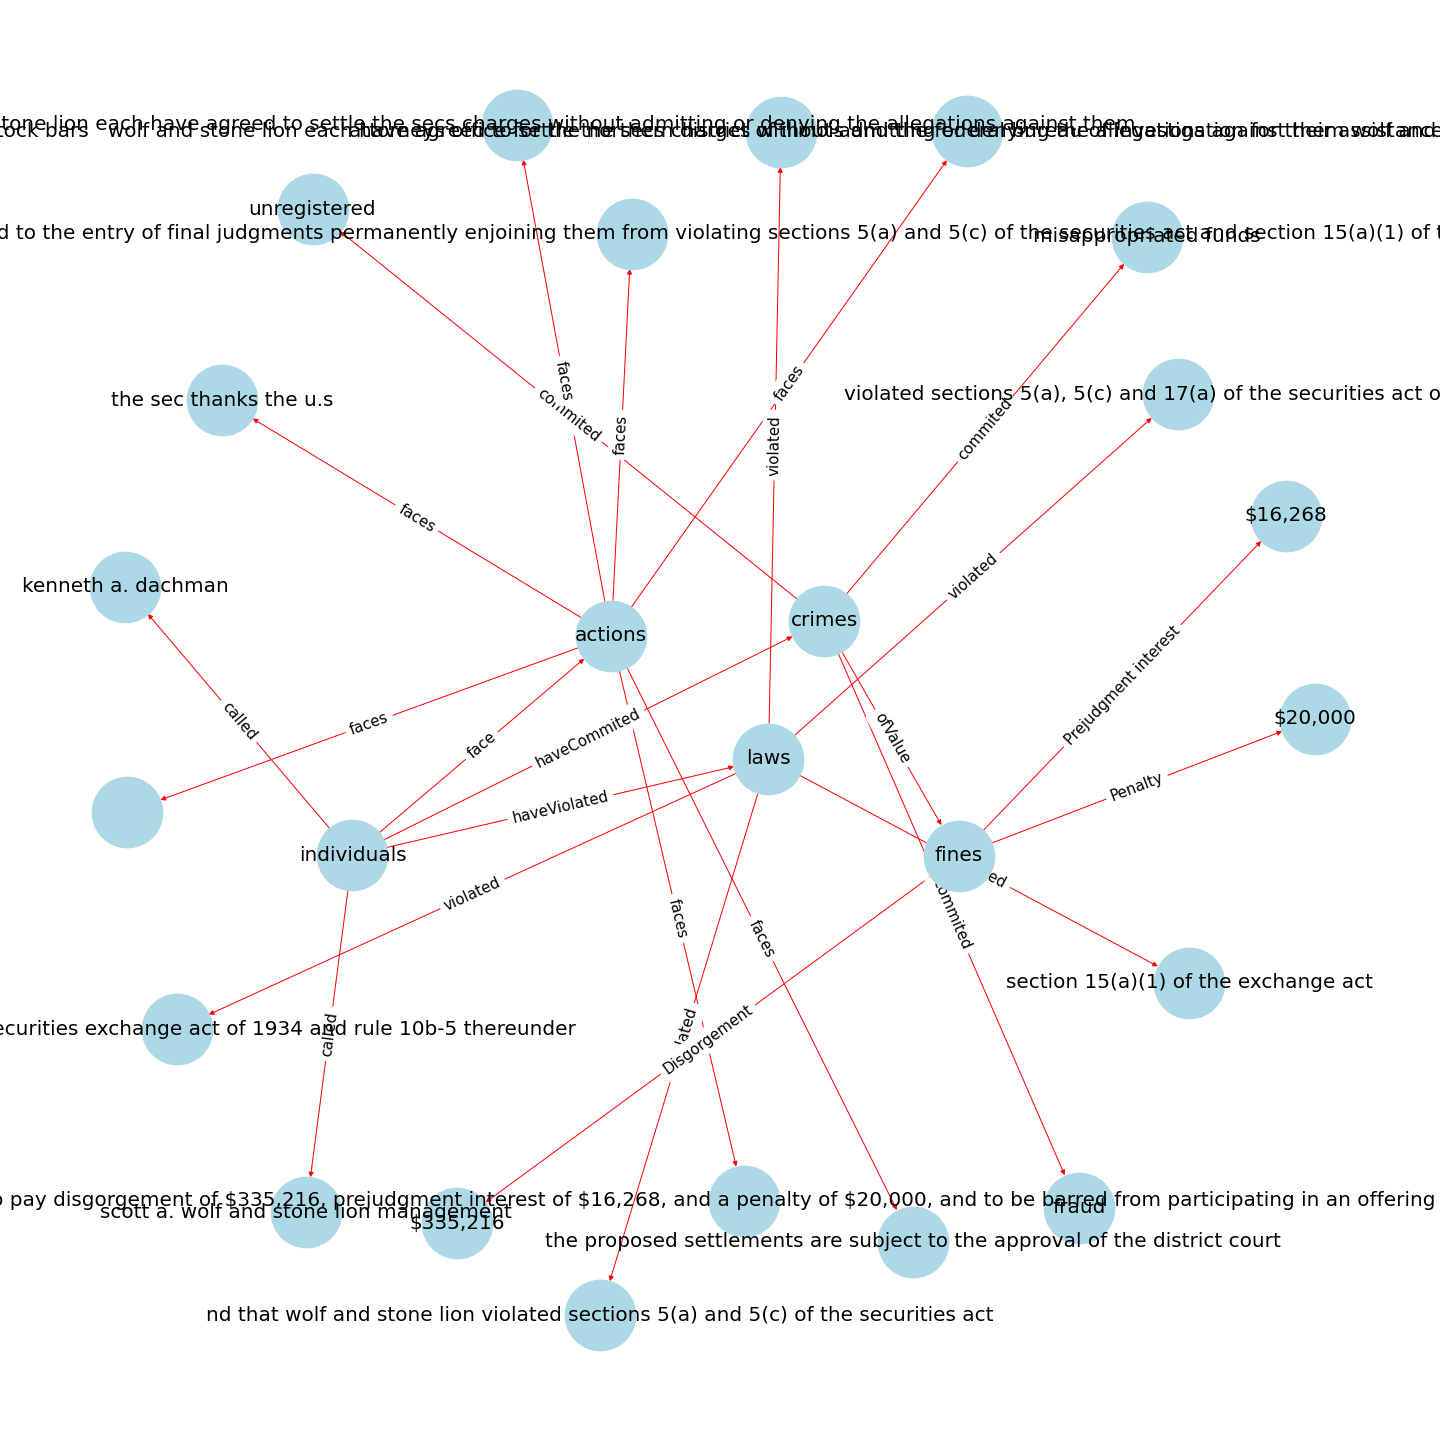 stone lion each have agreed to settle the secs charges without admitting or denying the allegations against them
ock bars   wolf and stone lion each have agreed to settle the secs charges without admitting or denying the allegations against them
unregistered
d to the entry of final judgments permanently enjoining them from violating sections 5(a) and 5(c) of the securities act and section 15(a)(1) of
misappropriated funds
faces
faces
commited
faces
violated
commited
violated sections 5(a), 5(c) and 17(a) of the securities act o
the sec thanks the u.s
faces
$16,268
violated
kenneth a. dachman
crimes
actions
Prejudgment interest
called
faces
face
haveCommited
ofValue
$20,000
laws
Penalty
haveViolated
individuals
fines
violated
faces
faces
commited
section 15(a)(1) of the exchange act
ecurities exchange act of 1934 and rule 10b-5 thereunder
called
Disgorgement
pay disgorgement of $335,216, prejudgment interest of $16,268, and a penalty of $20,000, and to be barred from participating in an offering
scott a. wolf and stone lion management
$335,216
fraud
the proposed settlements are subject to the approval of the district court
nd that wolf and stone lion violated sections 5(a) and 5(c) of the securities act